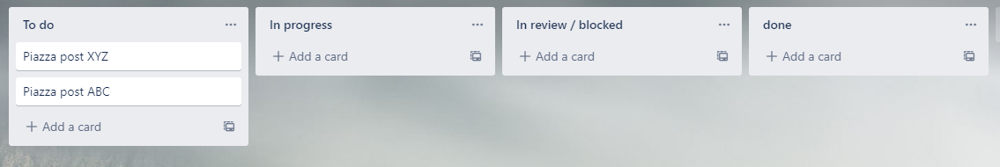 To do
Piazza post XYZ
Piazza post ABC
Add a card
In progress
Add a card
In review / blocked
Add a card
done
Add a card